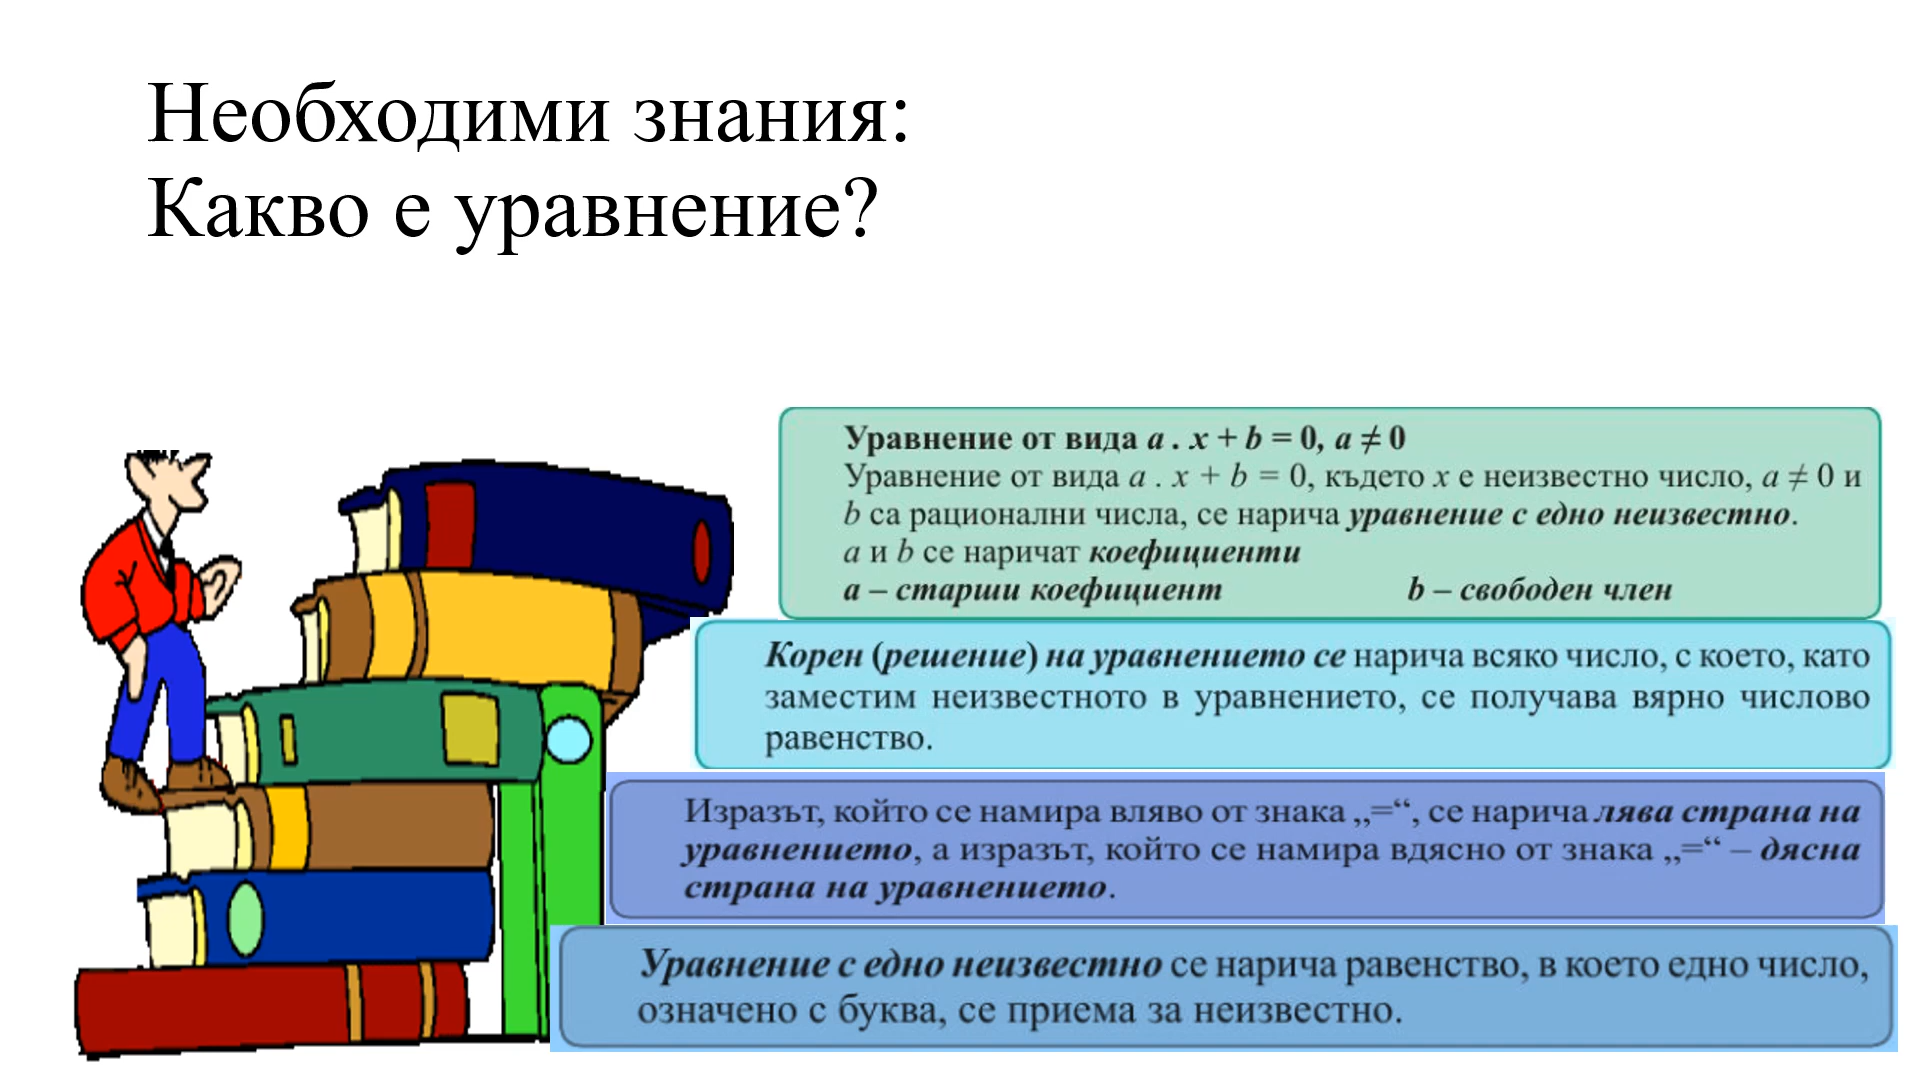 Необходими знания:
Какво е уравнение?
Уравнение от вида a . x + b = 0, a ≠ 0
Уравнение от вида a . x + b = 0, където x е неизвестно число, a ≠ 0 и
b са рационални числа, се нарича уравнение с едно неизвестно.
a и b се наричат коефициенти
a – старши коефициент b – свободен член
Корен (решение) на уравнението се нарича всяко число, с което, като
заместим неизвестното в уравнението, се получава вярно числово
равенство.
Изразът, който се намира вляво от знака „=“, се нарича лява страна на
уравнението, а изразът, който се намира вдясно от знака „=“ – дясна
страна на уравнението.
Уравнение с едно неизвестно се нарича равенство, в което едно число,
означено с буква, се приема за неизвестно.